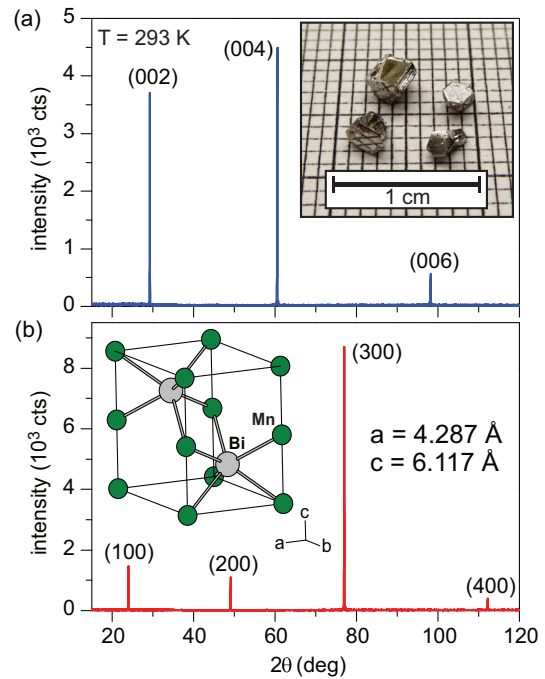 (a)
T = 293 K
(002)
(004)
(006)
1 cm
intensity (10³ cts)
5
4
3
2
1
0
(b)
(300)
Mn
Bi
a = 4.287 Å
c = 6.117 Å
c
a
b
(100)
(200)
(400)
intensity (10³ cts)
8
6
4
2
0
20 40 60 80 100 120
2θ (deg)